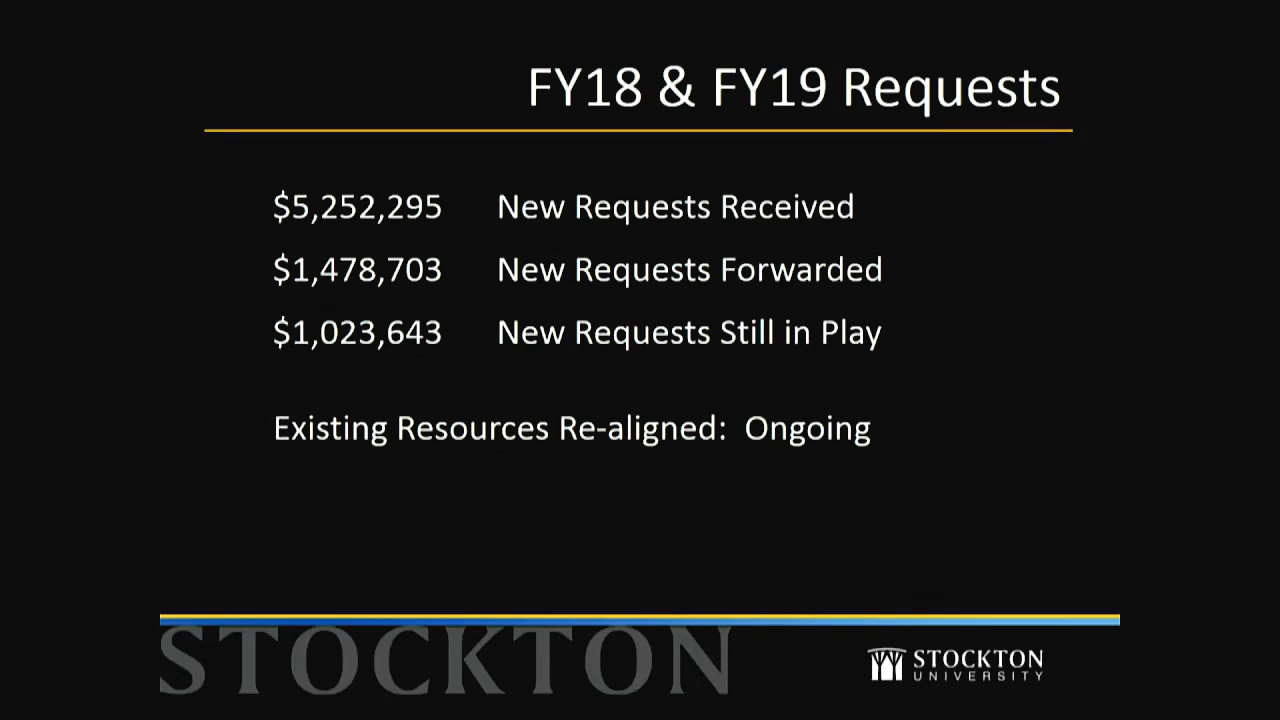 FY18 & FY19 Requests
$5,252,295 New Requests Received
$1,478,703 New Requests Forwarded
$1,023,643 New Requests Still in Play
Existing Resources Re-aligned: Ongoing
STOCKTON
STOCKTON
UNIVERSITY